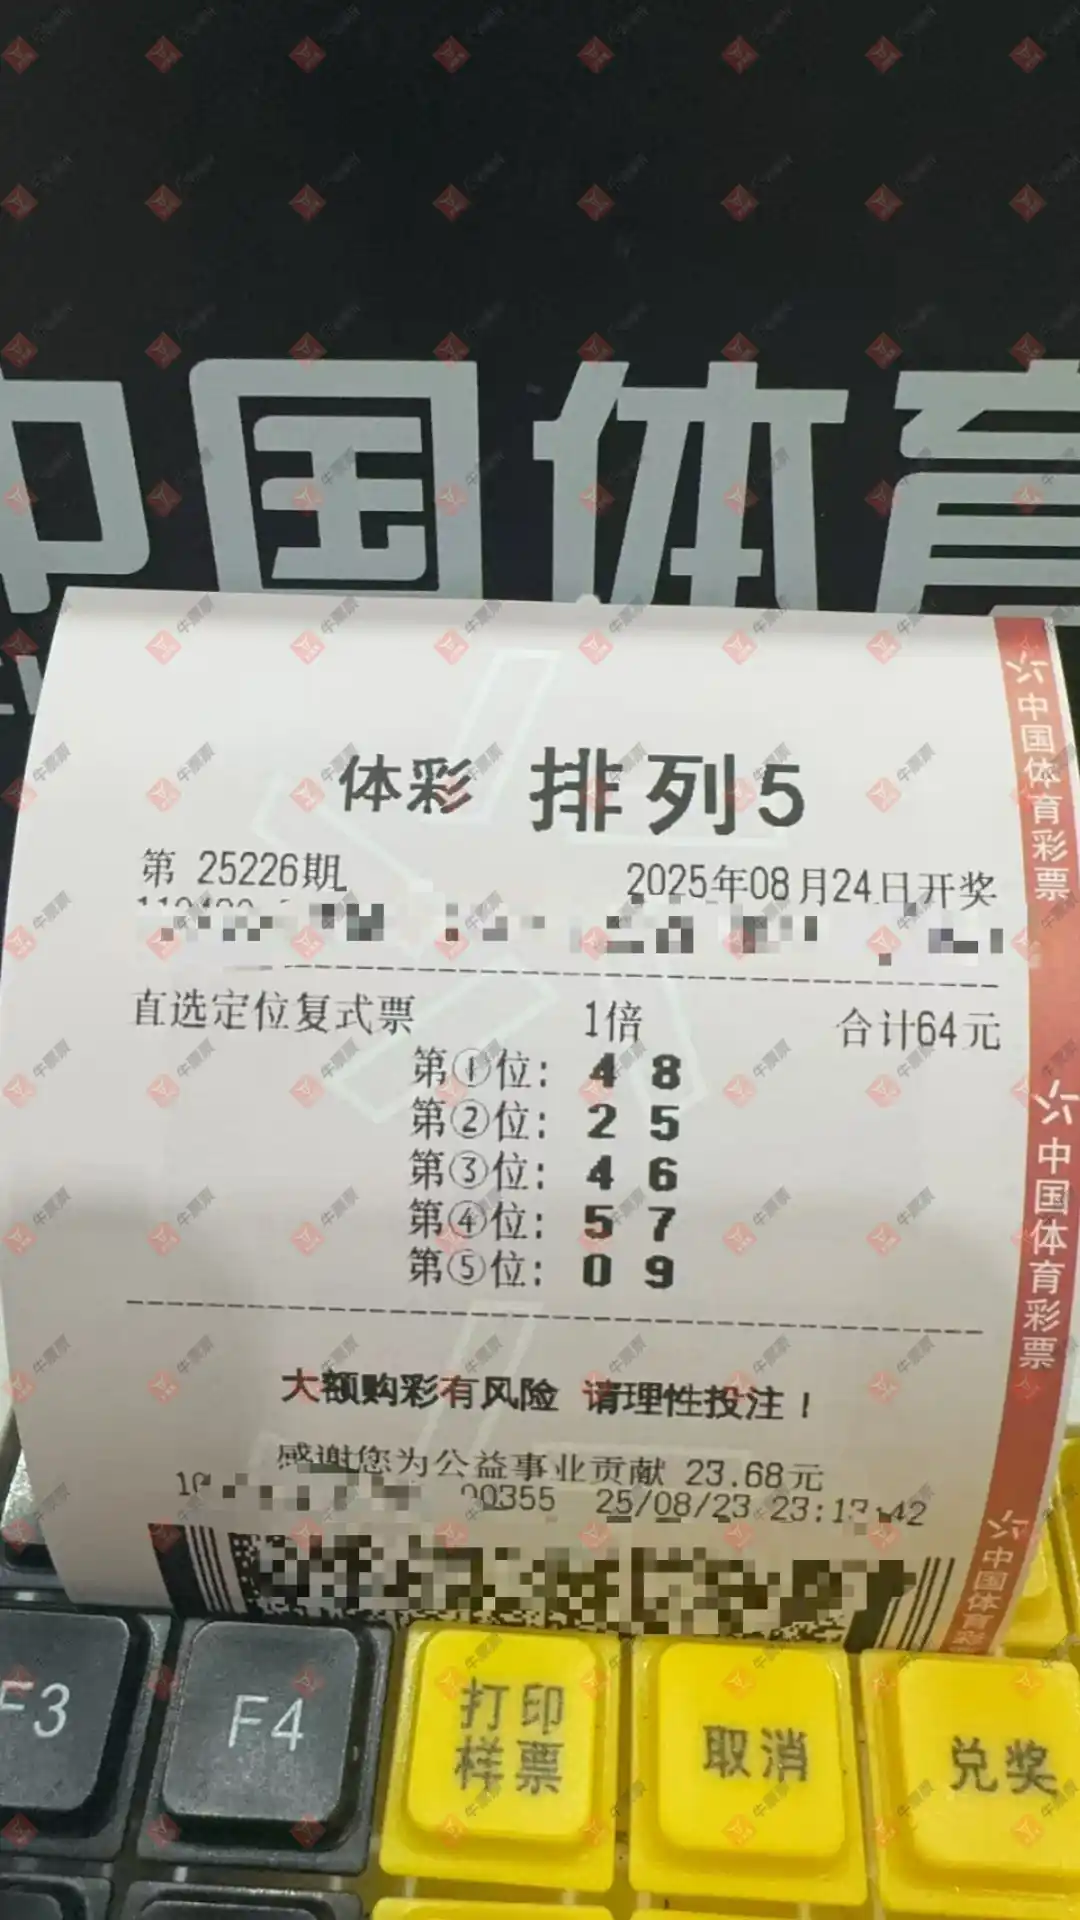 中国体育
体彩 排列5
第 25226期
2025年08月24日开奖
直选定位复式票 1倍 合计64元
第①位: 4 8
第②位: 2 5
第③位: 4 6
第④位: 5 7
第⑤位: 0 9
大额购彩有风险 请理性投注!
感谢您为公益事业贡献 23.68元
00355 25/08/23 23:13:42
中国体育彩票
中国体育彩票
中国体育彩
F3
F4
打印
样票
取消
兑奖
牛票票